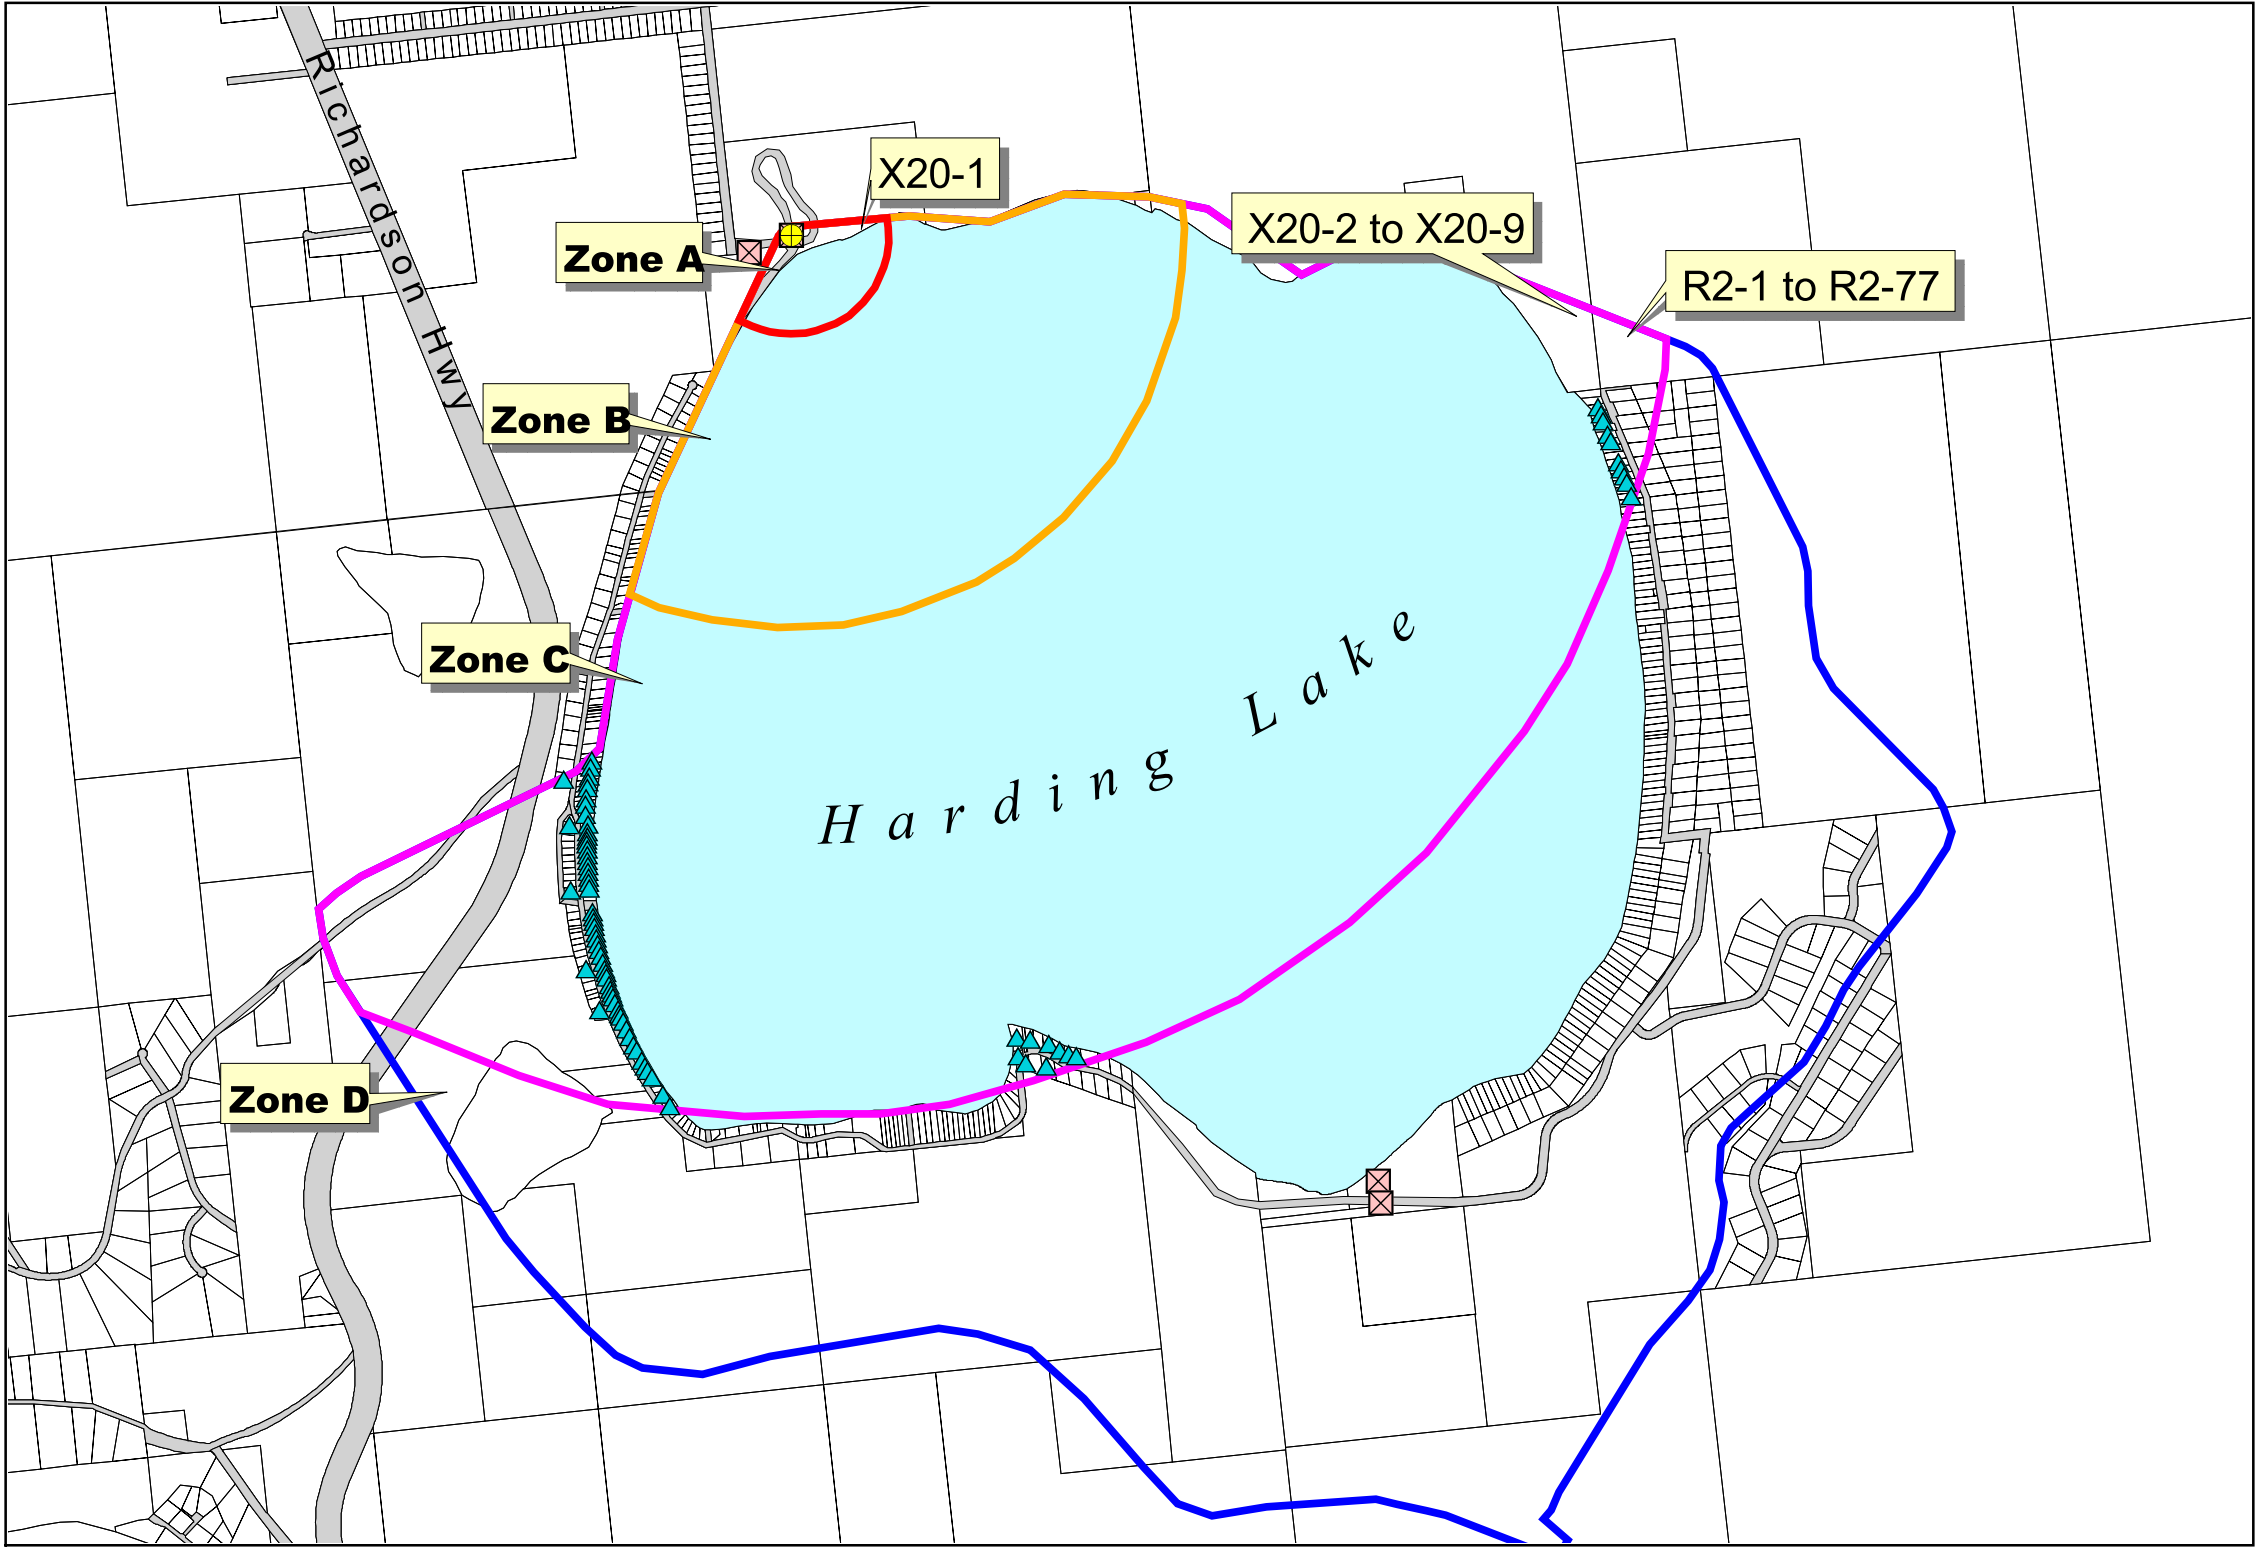 Richardson Hwy
X20-1
X20-2 to X20-9
Zone A
R2-1 to R2-77
Zone B
Zone C
Harding Lake
Zone D